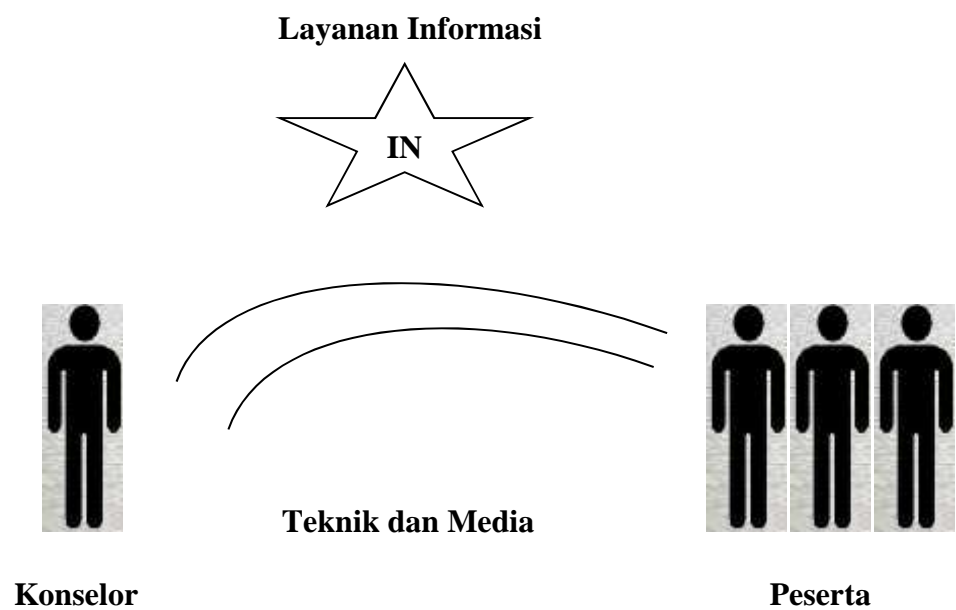 Layanan Informasi
IN
Teknik dan Media
Konselor
Peserta